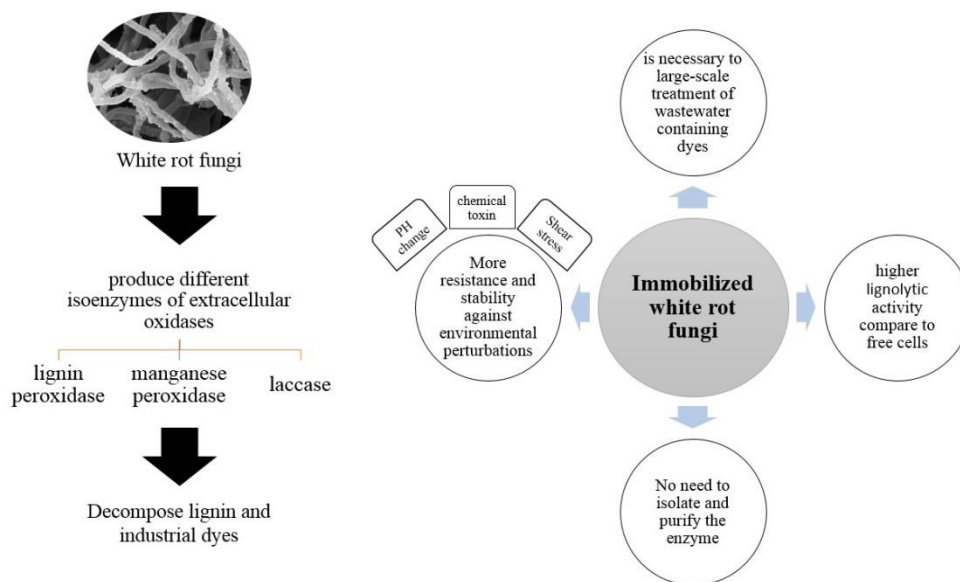 White rot fungi
produce different
isoenzymes of extracellular
oxidases
lignin
peroxidase
manganese
peroxidase
laccase
Decompose lignin and
industrial dyes
is necessary to
large-scale
treatment of
wastewater
containing
dyes
PH
change
chemical
toxin
Shear
stress
More
resistance and
stability
against
environmental
perturbations
Immobilized
white rot
fungi
higher
lignolytic
activity
compare to
free cells
No need to
isolate and
purify the
enzyme